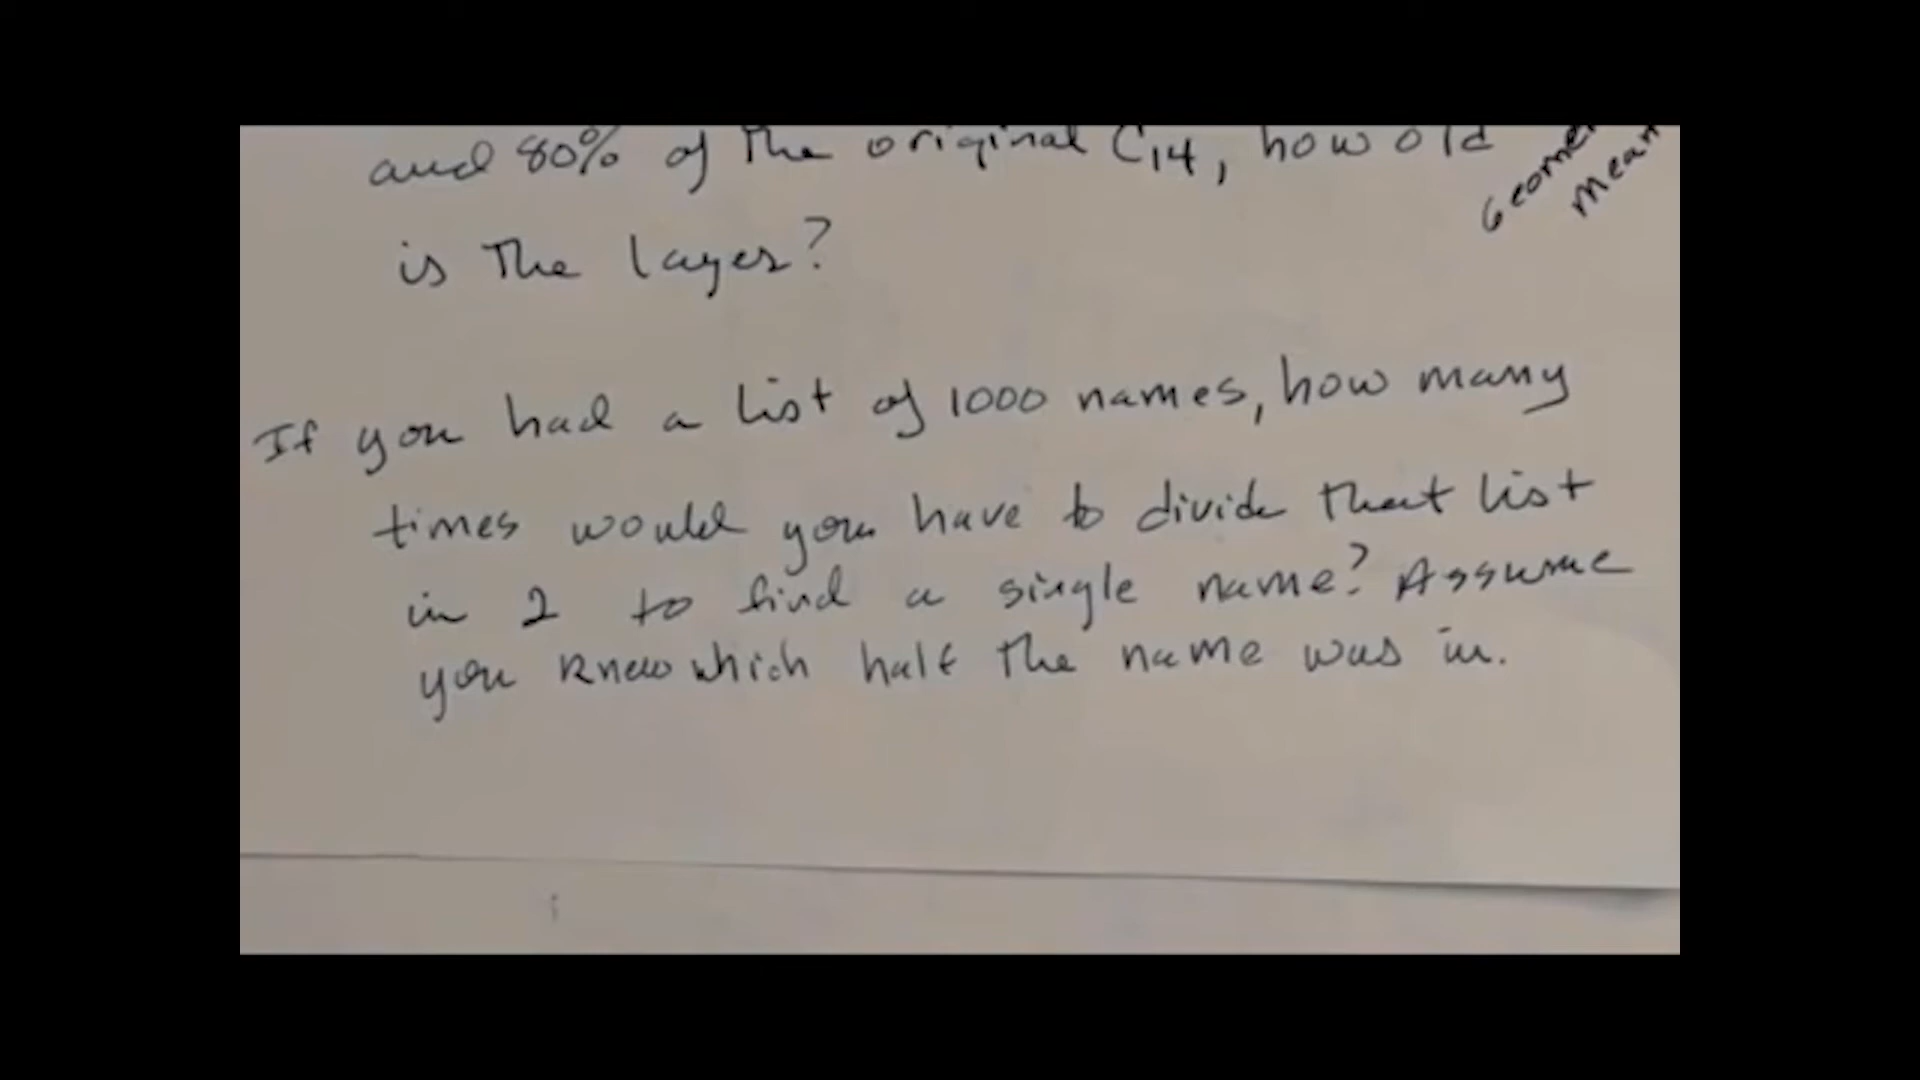 and 80% of the original C14, how old
is the layer?
Mean
If you had a list of 1000 names, how many
times would you have to divide that list
in 2 to find a single name? Assume
you knew which half the name was in.